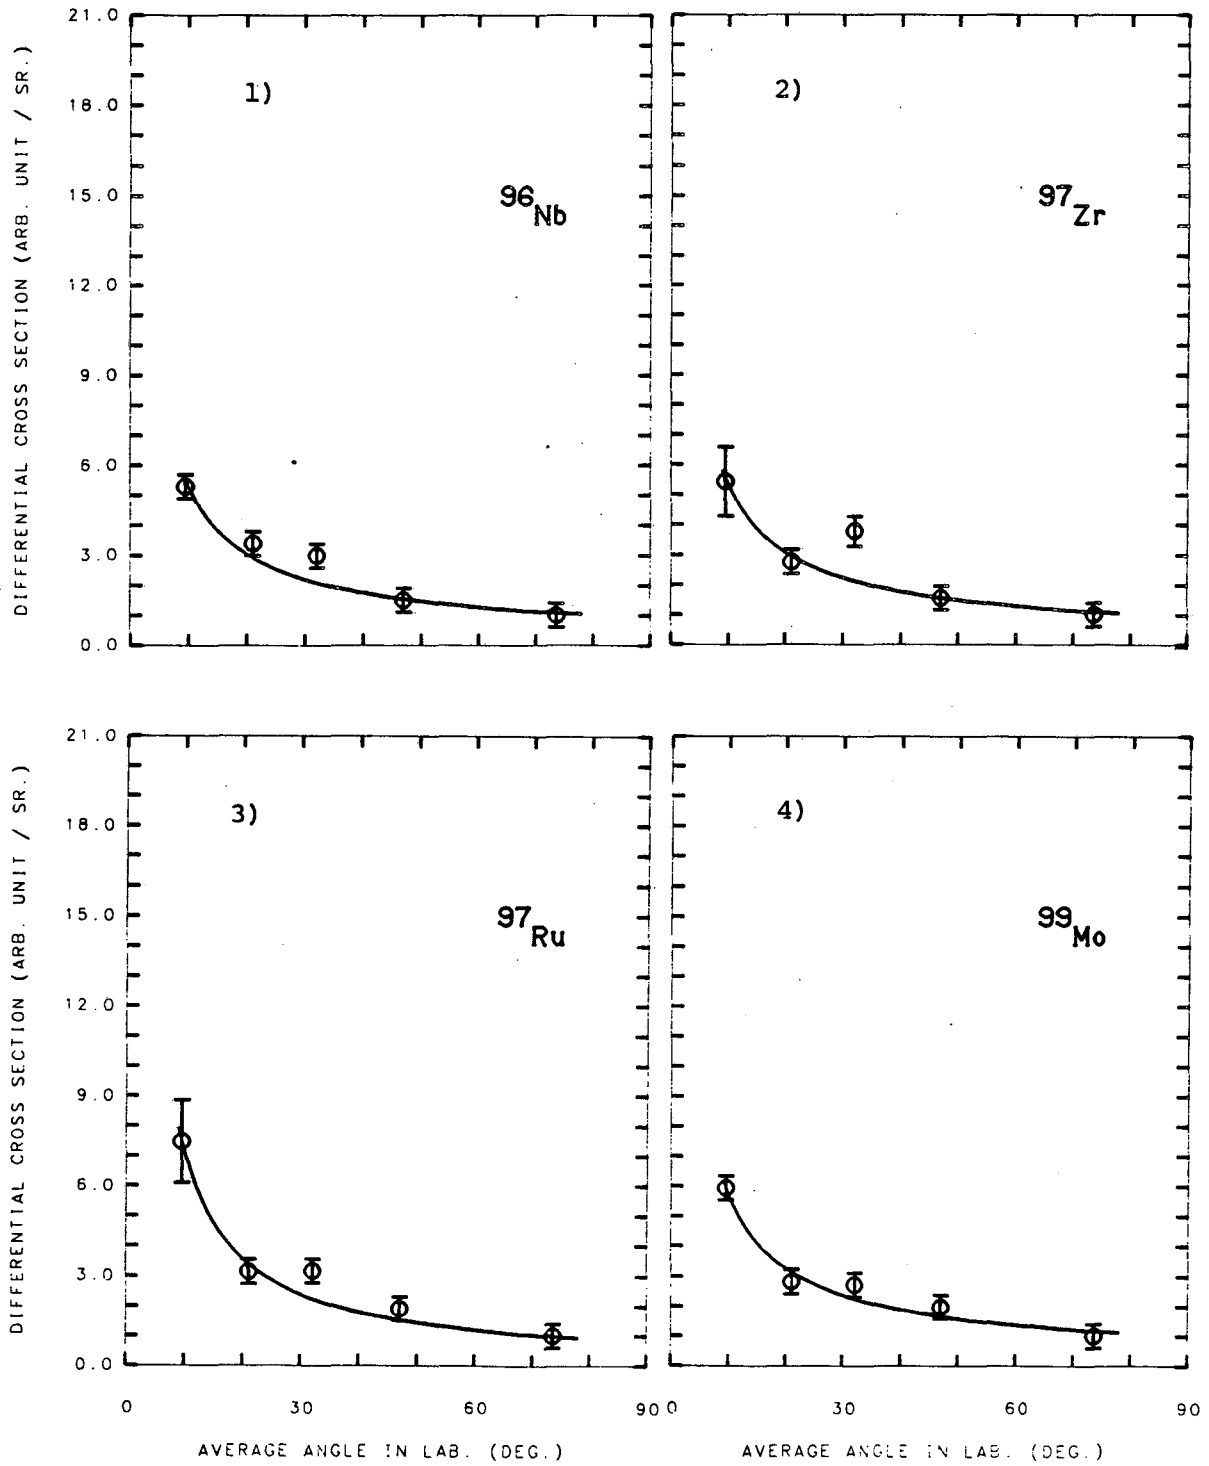 21.0
18.0
15.0
12.0
9.0
6.0
3.0
0.0
DIFFERENTIAL CROSS SECTION (ARB. UNIT / SR.)
1)
96Nb
2)
97Zr
21.0
18.0
15.0
12.0
9.0
6.0
3.0
0.0
DIFFERENTIAL CROSS SECTION (ARB. UNIT / SR.)
3)
97Ru
4)
99Mo
0 30 60 90
0 30 60 90
AVERAGE ANGLE IN LAB. (DEG.)
AVERAGE ANGLE IN LAB. (DEG.)